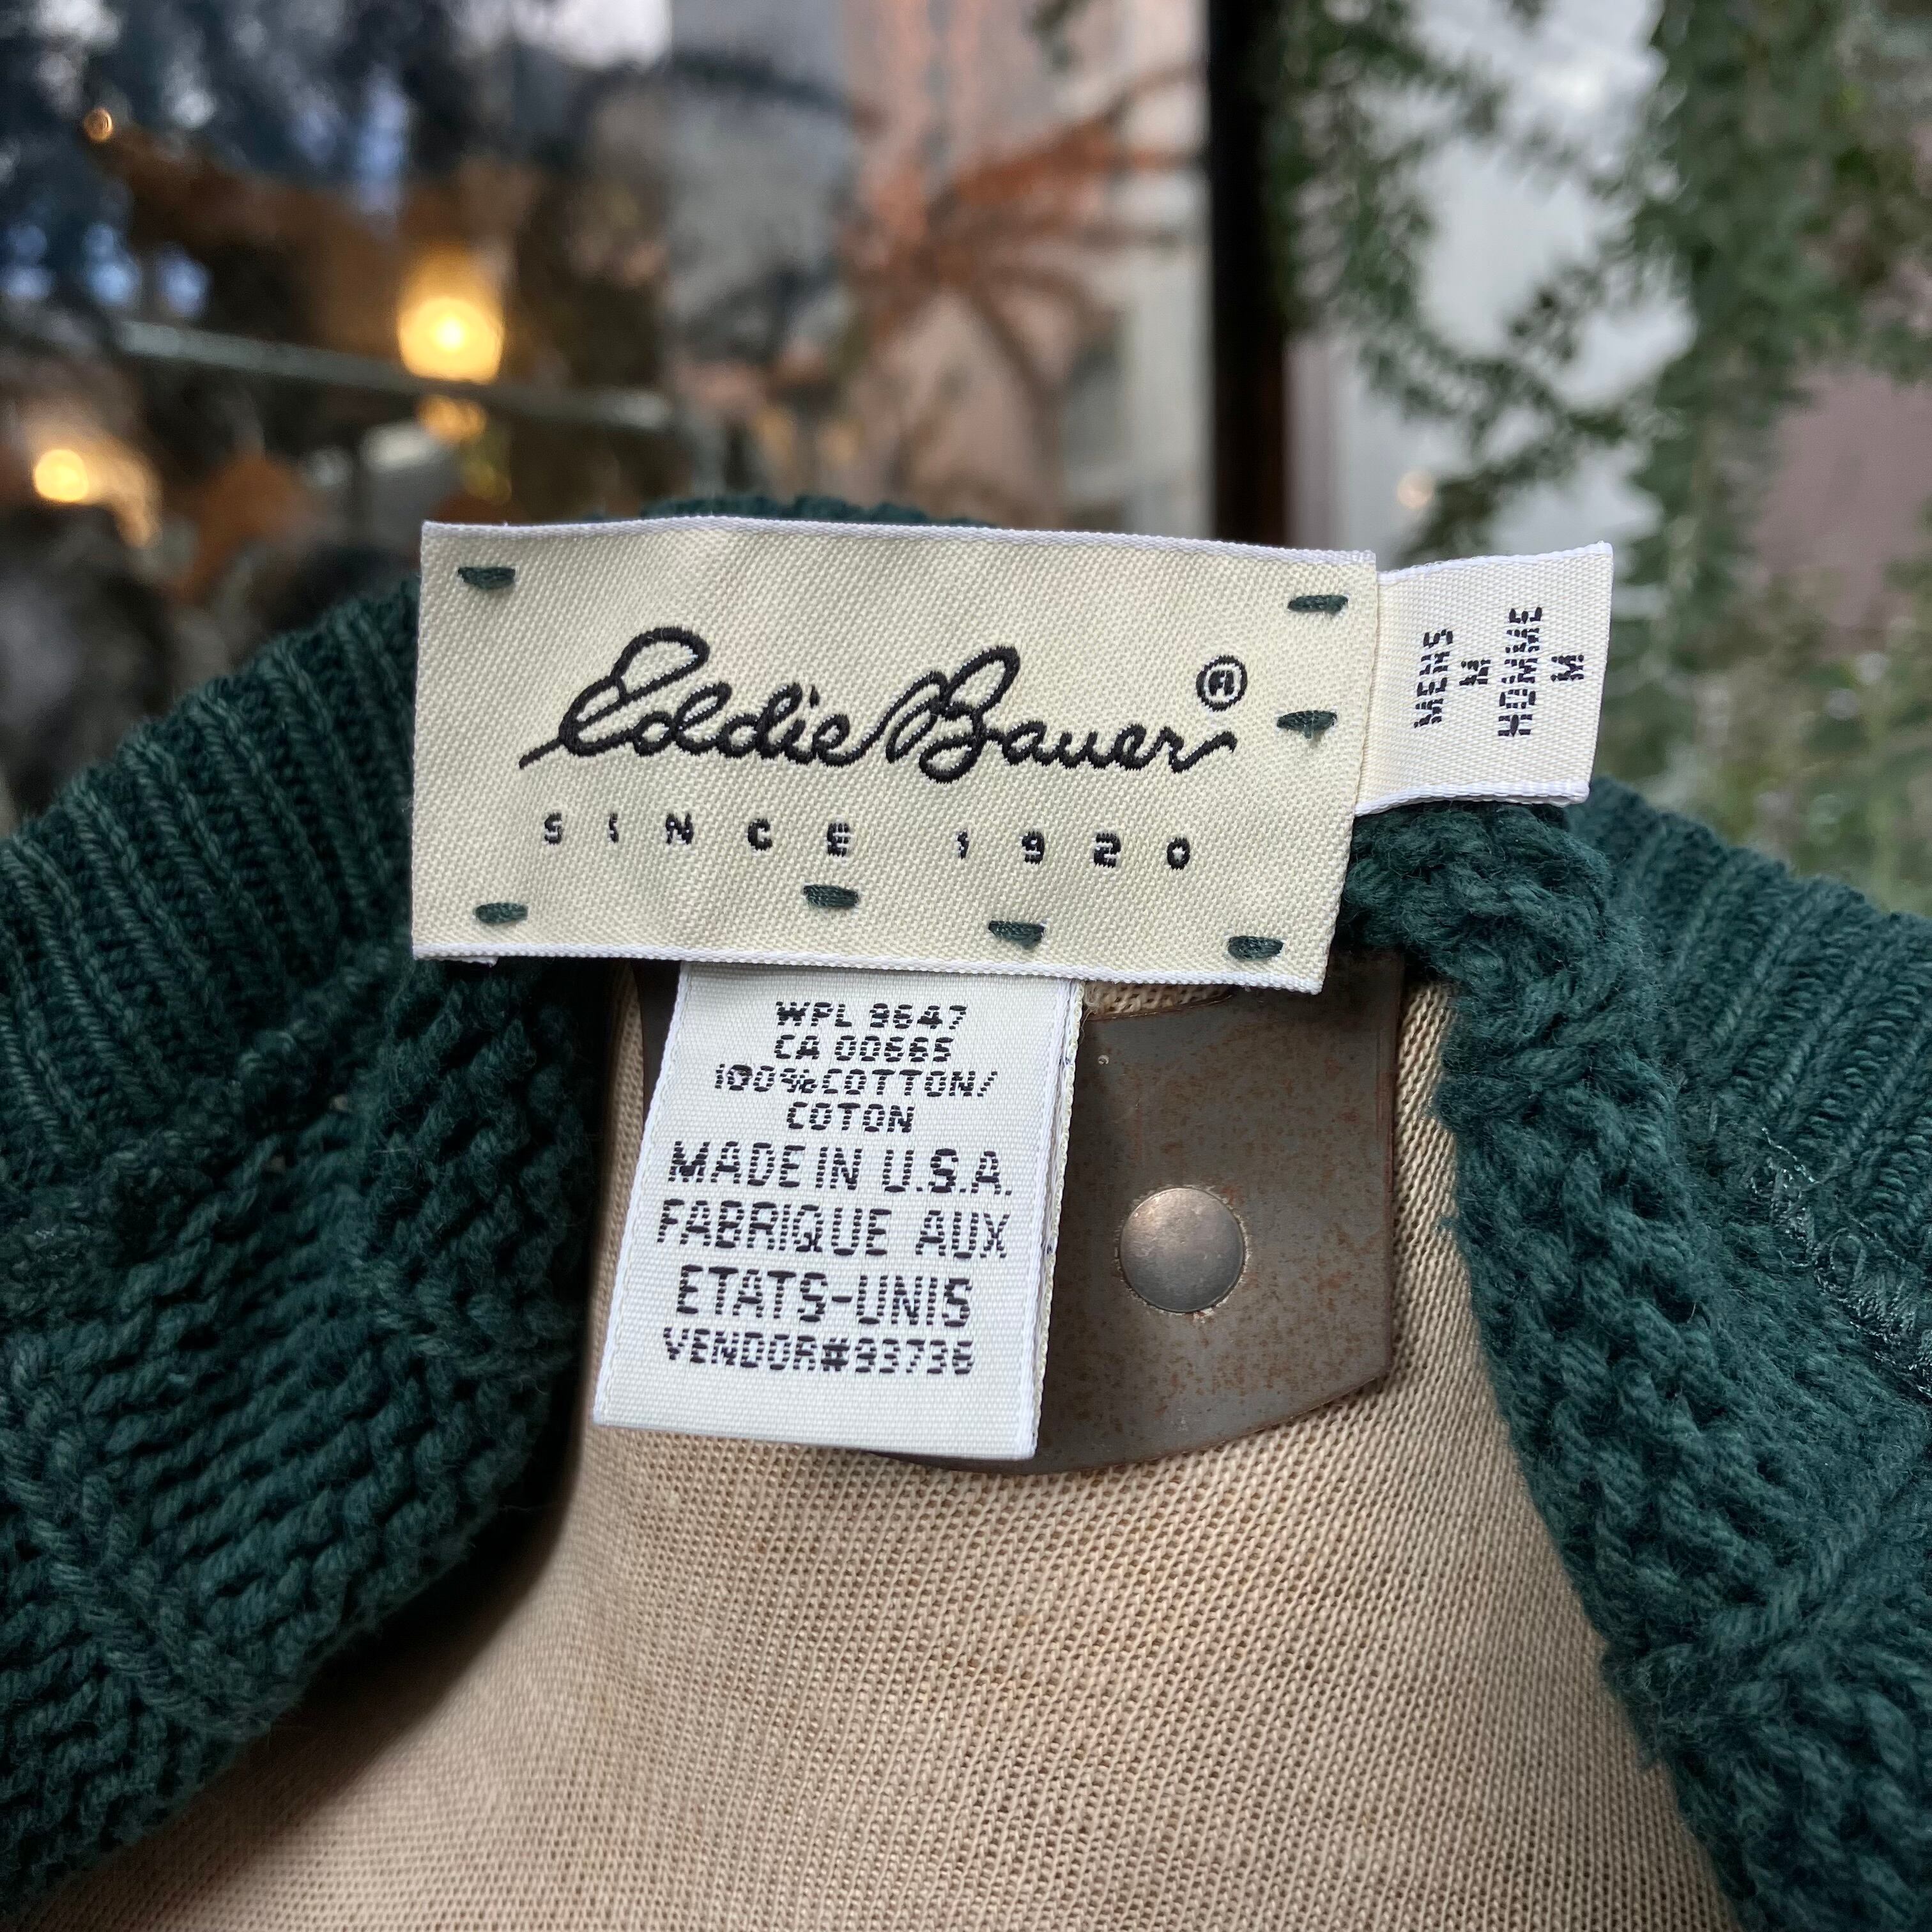 Eddie Bauer®
SINCE 1920
MENS
M
HOMME
M
WPL 9647
CA 00665
100% COTTON/
COTON
MADE IN U.S.A.
FABRIQUE AUX
ETATS-UNIS
VENDOR#93736